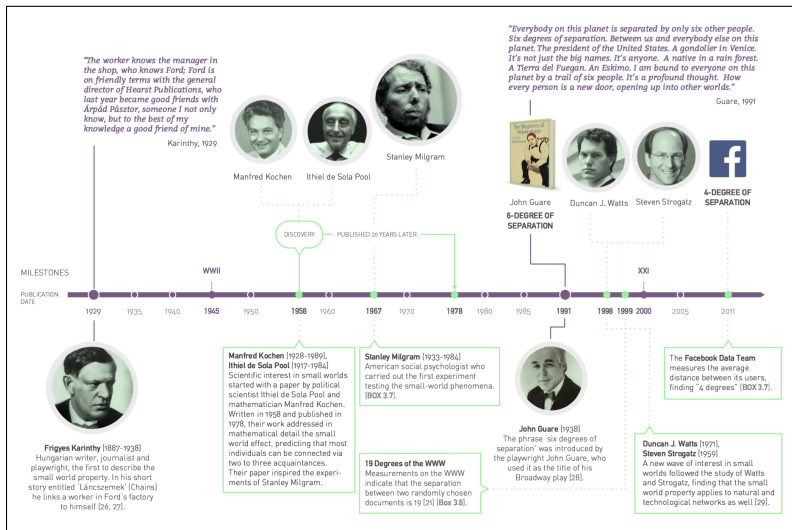 "The worker knows the manager in
the shop, who knows Ford; Ford is
on friendly terms with the general
director of Hearst Publications, who
last year became good friends with
Árpád Pásztor, someone I not only
know, but to the best of my
knowledge a good friend of mine."
Karinthy, 1929
Manfred Kochen
Ithiel de Sola Pool
Stanley Milgram
"Everybody on this planet is separated by only six other people.
Six degrees of separation. Between us and everybody else on this
planet. The president of the United States. A gondolier in Venice.
It's not just the big names. It's anyone. A native in a rain forest.
A Tierra del Fuegan. An Eskimo. I am bound to everyone on this
planet by a trail of six people. It's a profound thought. How
every person is a new door, opening up into other worlds."
Guare, 1991
Six Degrees of
Separation
John Guare
6-DEGREE OF
SEPARATION
Duncan J. Watts
Steven Strogatz
f
4-DEGREE OF
SEPARATION
DISCOVERY
PUBLISHED 20 YEARS LATER
MILESTONES
WWII
XXI
PUBLICATION
DATE
1929
1935
1940
1945
1950
1958
1967
1978
1980
1985
1991
1998
1999
2000
2005
2011
Frigyes Karinthy (1887-1938)
Hungarian writer, journalist and
playwright, the first to describe the
small world property. In his short
story entitled 'Láncszemek' (Chains)
he links a worker in Ford's factory
to himself [26, 27].
Manfred Kochen (1928-1989),
Ithiel de Sola Pool (1917-1984)
Scientific interest in small worlds
started with a paper by political
scientist Ithiel de Sola Pool and
mathematician Manfred Kochen.
Written in 1958 and published in
1978, their work addressed in
mathematical detail the small
world effect, predicting that most
individuals can be connected via
two to three acquaintances.
Their paper inspired the experi-
ments of Stanley Milgram.
Stanley Milgram (1933-1984)
American social psychologist who
carried out the first experiment
testing the small-world phenomena.
(BOX 3.7).
19 Degrees of the WWW
Measurements on the WWW
indicate that the separation
between two randomly chosen
documents is 19 [21] (Box 3.6).
John Guare (1938)
The phrase 'six degrees of
separation' was introduced by
the playwright John Guare, who
used it as the title of his
Broadway play [28].
The Facebook Data Team
measures the average
distance between its users,
finding "4 degrees" (BOX 3.7).
Duncan J. Watts (1971),
Steven Strogatz (1959)
A new wave of interest in small
worlds followed the study of Watts
and Strogatz, finding that the small
world property applies to natural and
technological networks as well [29].